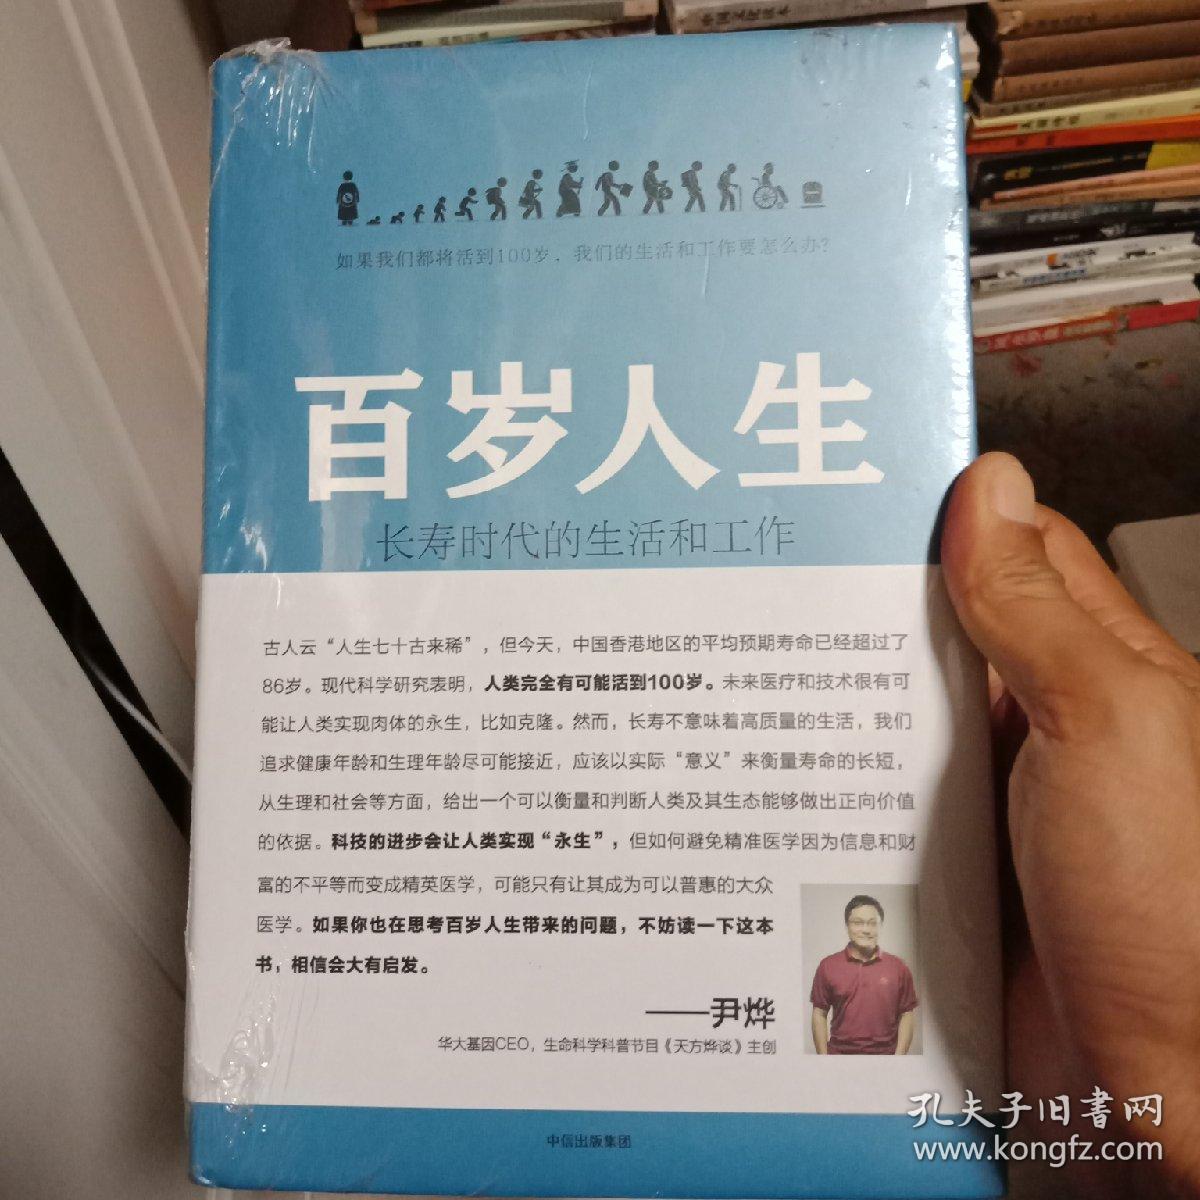 如果我们都将活到100岁，我们的生活和工作要怎么办？
百岁人生
长寿时代的生活和工作
古人云“人生七十古来稀”，但今天，中国香港地区的平均预期寿命已经超过了
86岁。现代科学研究表明，人类完全有可能活到100岁。未来医疗和技术很有可
能让人类实现肉体的永生，比如克隆。然而，长寿不意味着高质量的生活，我们
追求健康年龄和生理年龄尽可能接近，应该以实际“意义”来衡量寿命的长短，
从生理和社会等方面，给出一个可以衡量和判断人类及其生态能够做出正向价值
的依据。科技的进步会让人类实现“永生”，但如何避免精准医学因为信息和财
富的不平等而变成精英医学，可能只有让其成为可以普惠的大众
医学。如果你也在思考百岁人生带来的问题，不妨读一下这本
书，相信会大有启发。
——尹烨
华大基因CEO，生命科学科普节目《天方烨谈》主创
中信出版集团
孔夫子旧书网
www.kongfz.com